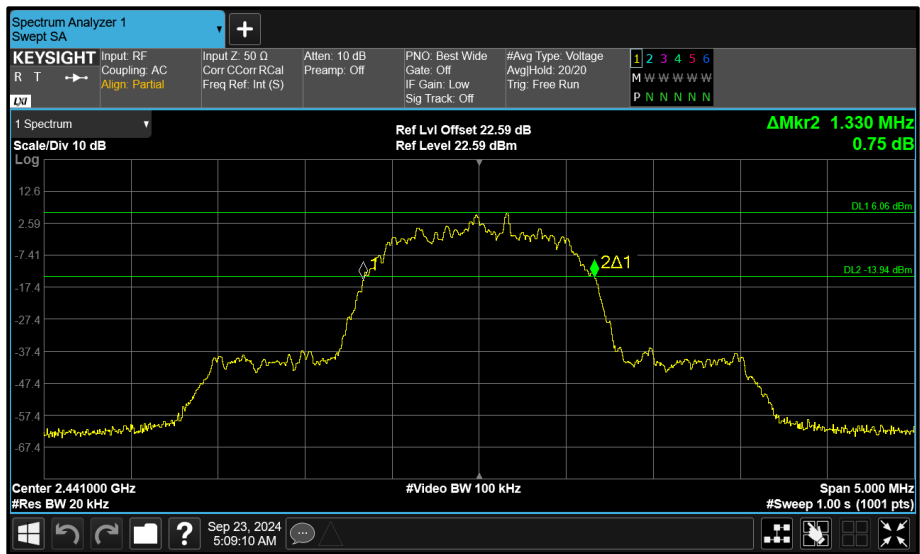 Spectrum Analyzer 1
Swept SA
KEYSIGHT
R T
LXI
Input: RF
Coupling: AC
Align: Partial
Input Z: 50 Ω
Corr CCorr RCal
Freq Ref: Int (S)
Atten: 10 dB
Preamp: Off
PNO: Best Wide
Gate: Off
IF Gain: Low
Sig Track: Off
#Avg Type: Voltage
Avg|Hold: 20/20
Trig: Free Run
1 2 3 4 5 6
M W W W W W
P N N N N N
1 Spectrum
Scale/Div 10 dB
Ref Lvl Offset 22.59 dB
Ref Level 22.59 dBm
ΔMkr2 1.330 MHz
0.75 dB
Log
12.6
2.59
-7.41
-17.4
-27.4
-37.4
-47.4
-57.4
-67.4
DL1 6.06 dBm
1
2Δ1
DL2 -13.94 dBm
Center 2.441000 GHz
#Video BW 100 kHz
Span 5.000 MHz
#Res BW 20 kHz
#Sweep 1.00 s (1001 pts)
?
Sep 23, 2024
5:09:10 AM